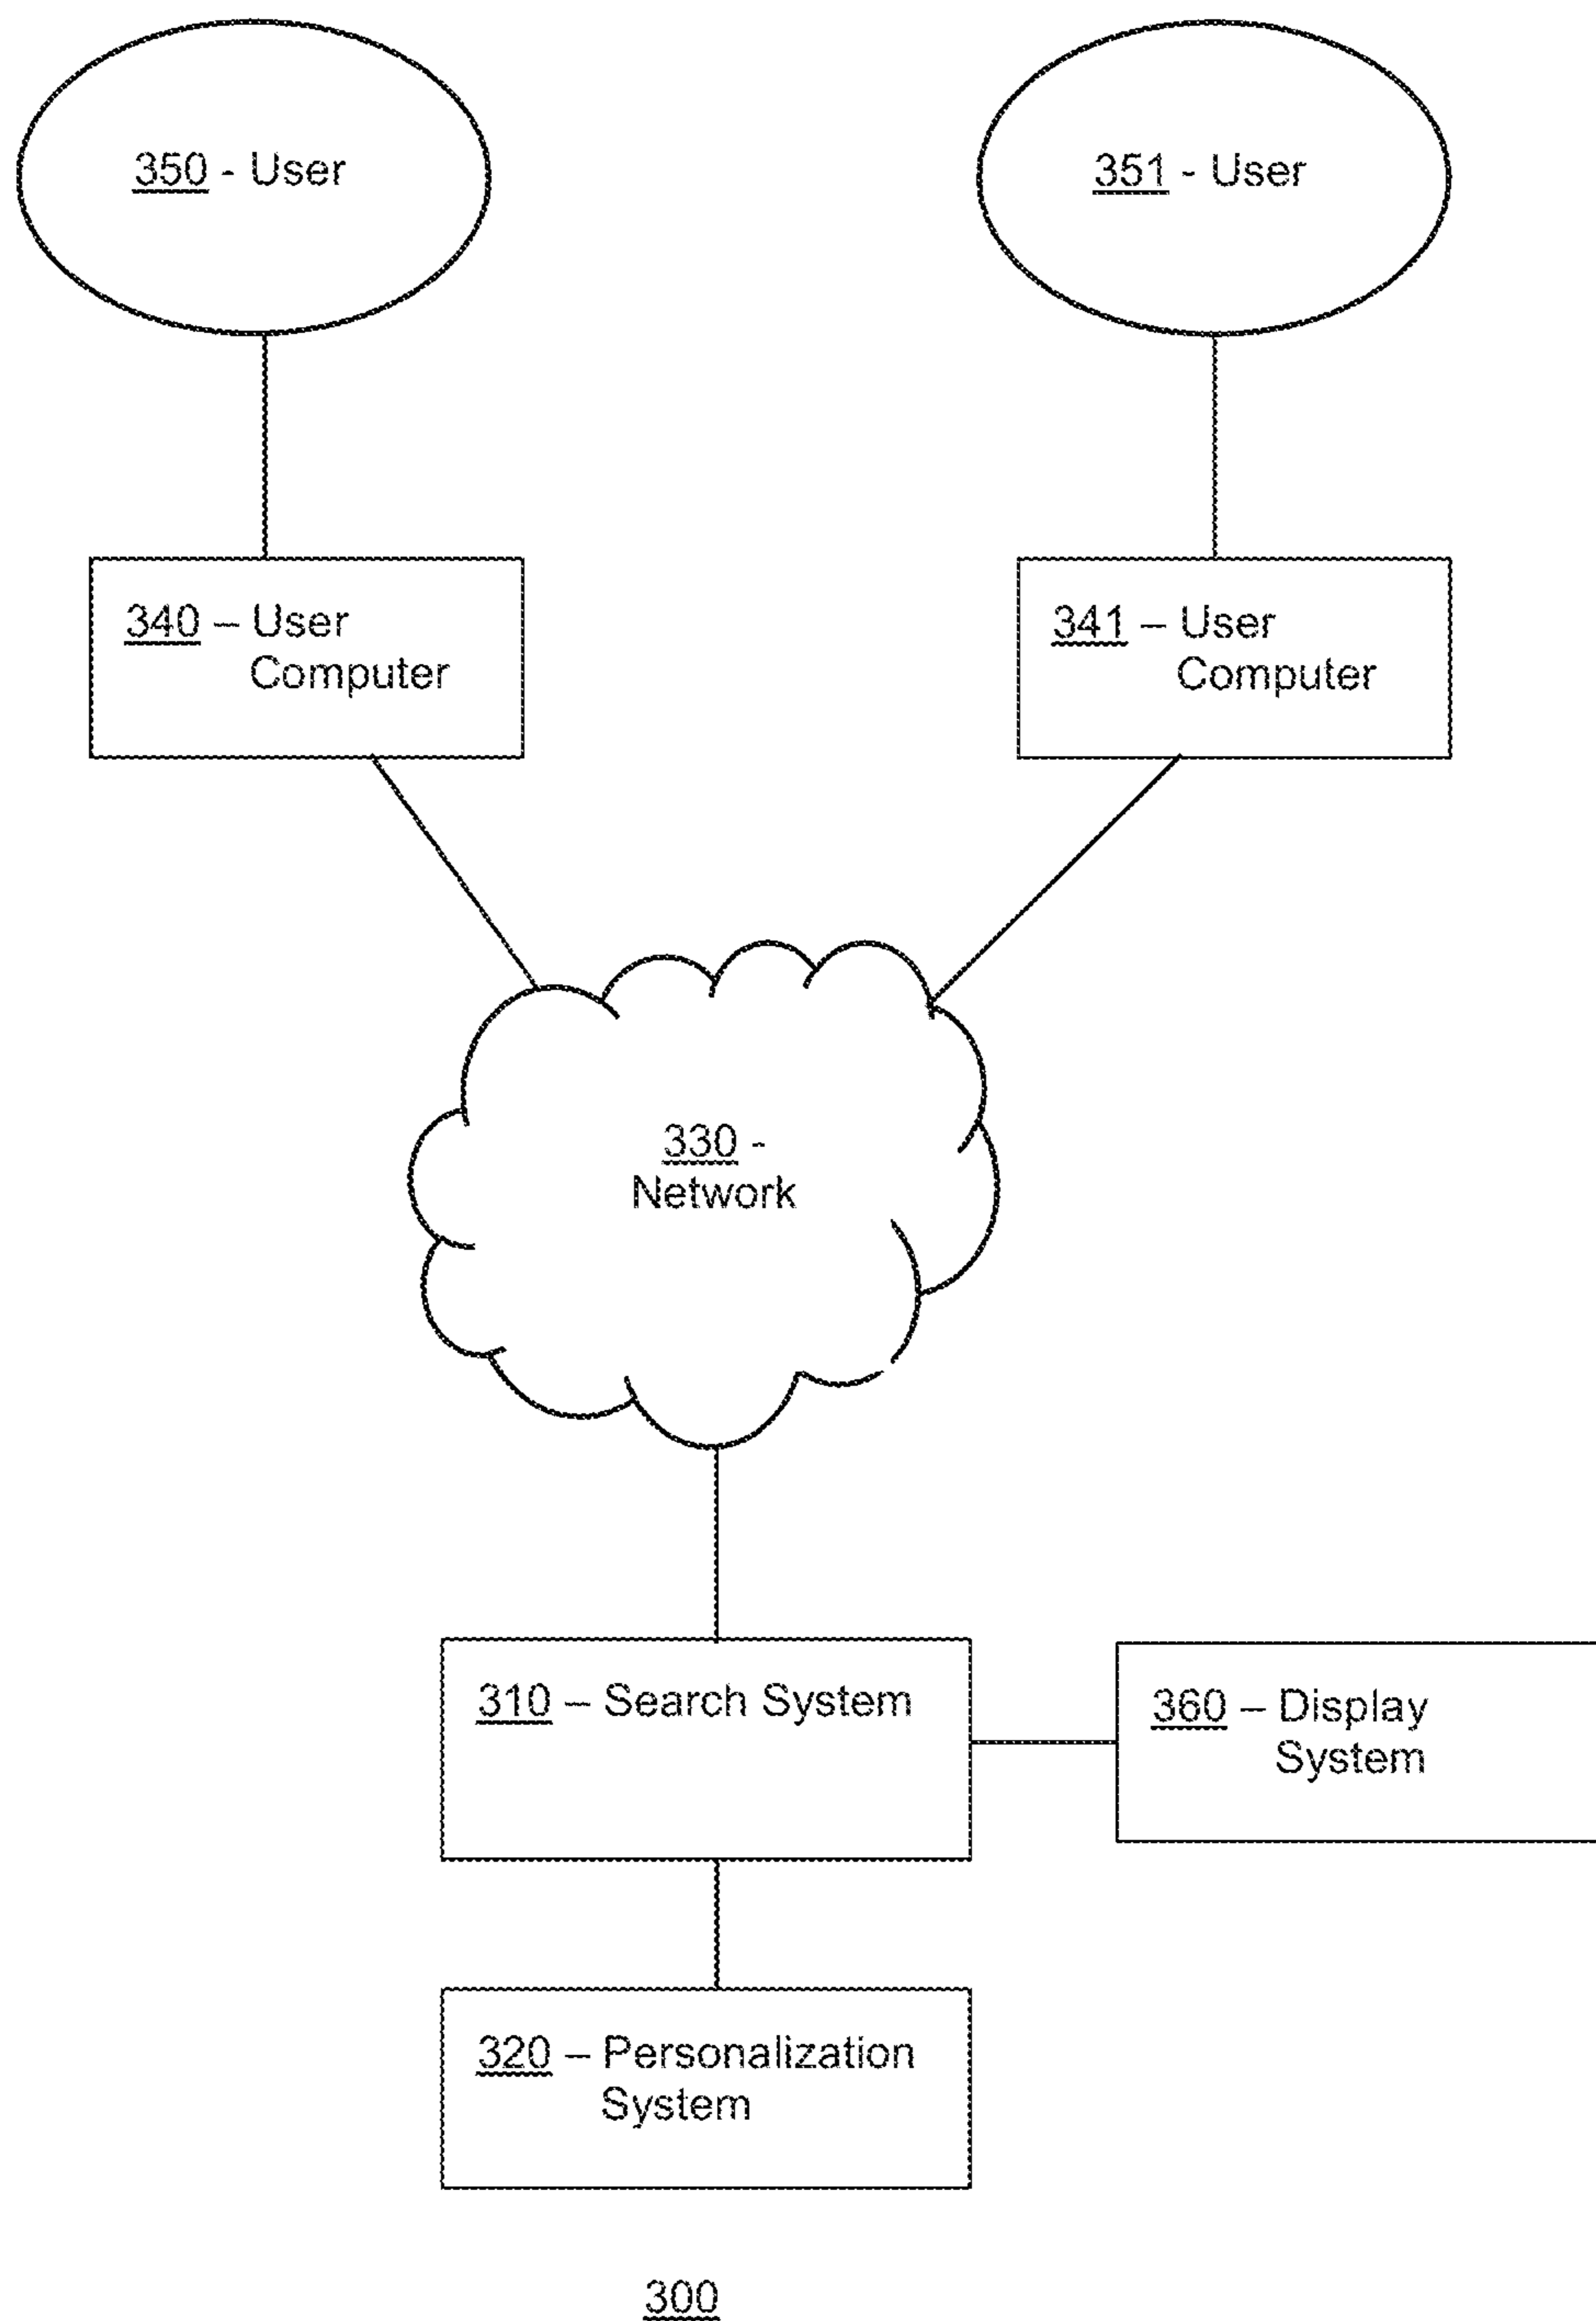 350 - User
351 - User
340 – User
Computer
341 – User
Computer
330 -
Network
310 – Search System
360 – Display
System
320 – Personalization
System
300